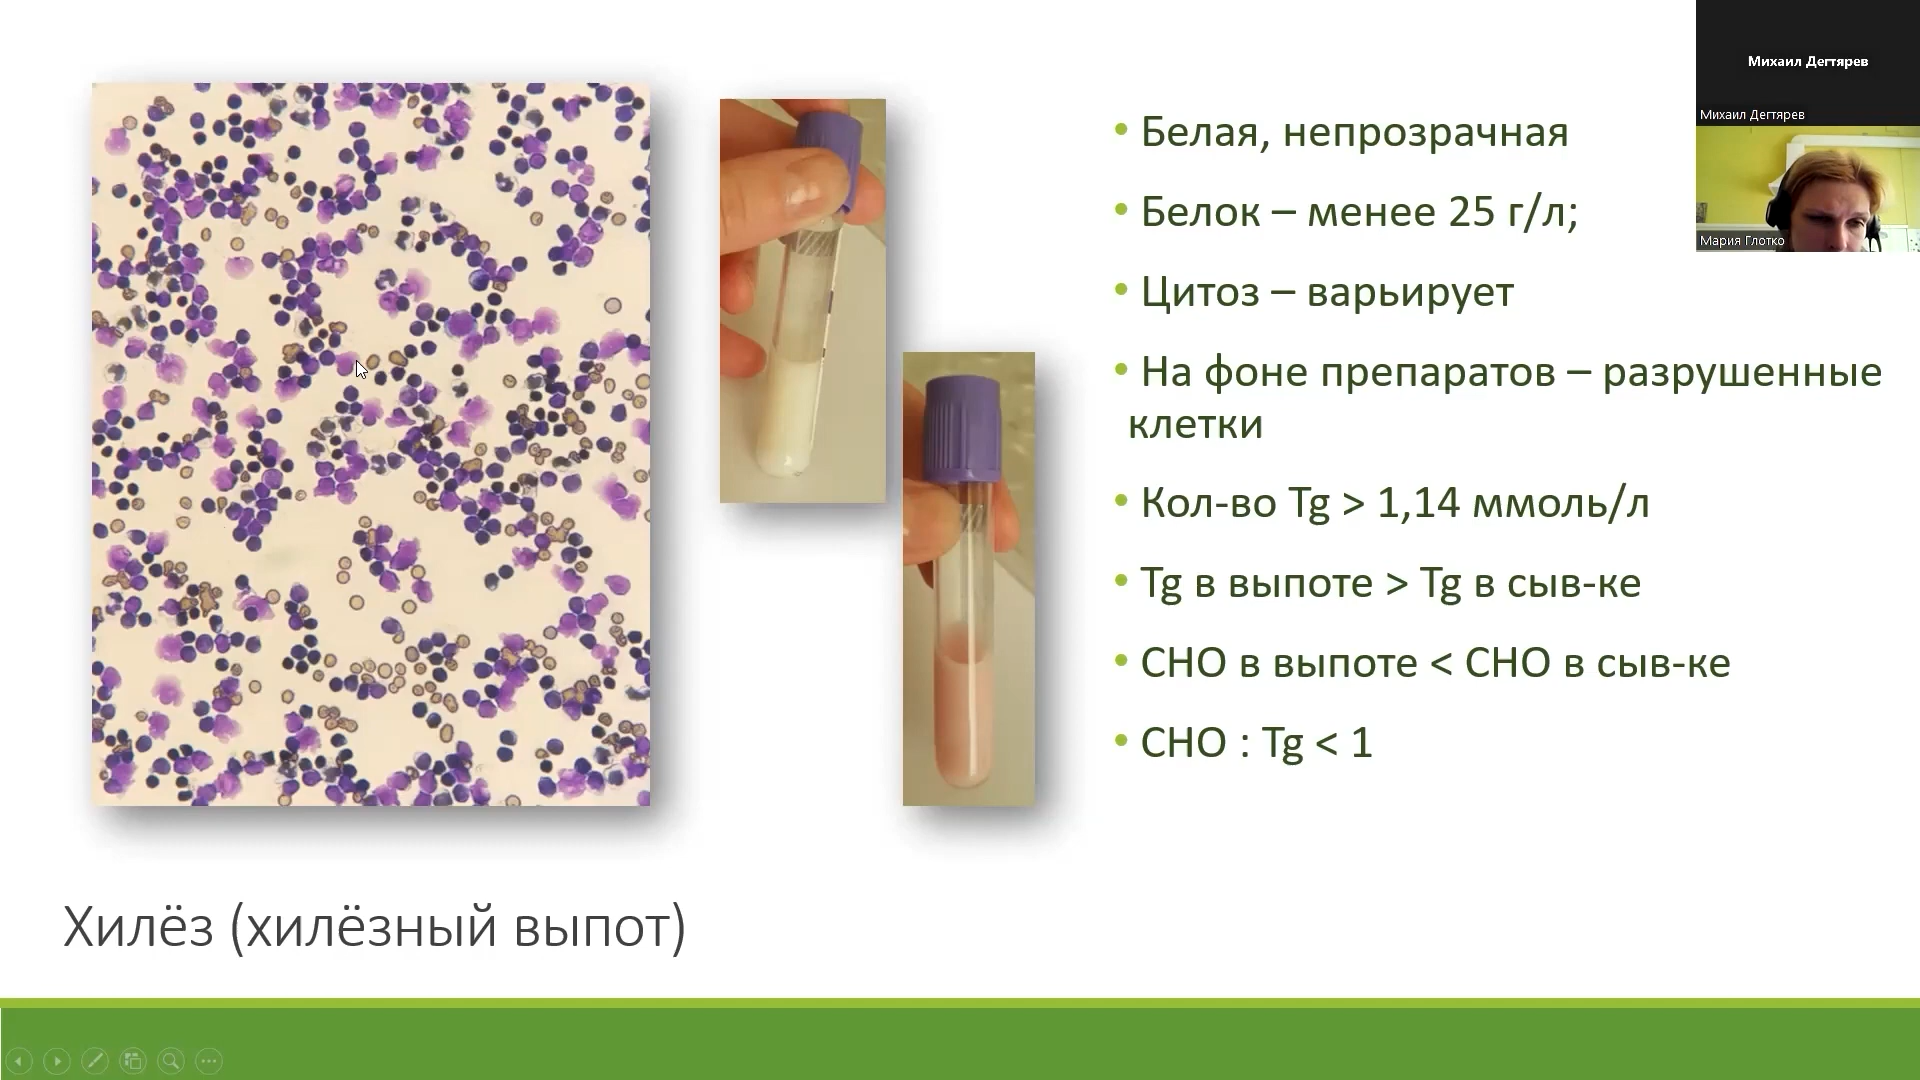 Михаил Дегтярев
Михаил Дегтярев
Мария Глотко
• Белая, непрозрачная
• Белок – менее 25 г/л;
• Цитоз – варьирует
• На фоне препаратов – разрушенные
клетки
• Кол-во Tg > 1,14 ммоль/л
• Tg в выпоте > Tg в сыв-ке
• CHO в выпоте < CHO в сыв-ке
• CHO : Tg < 1
Хилёз (хилёзный выпот)